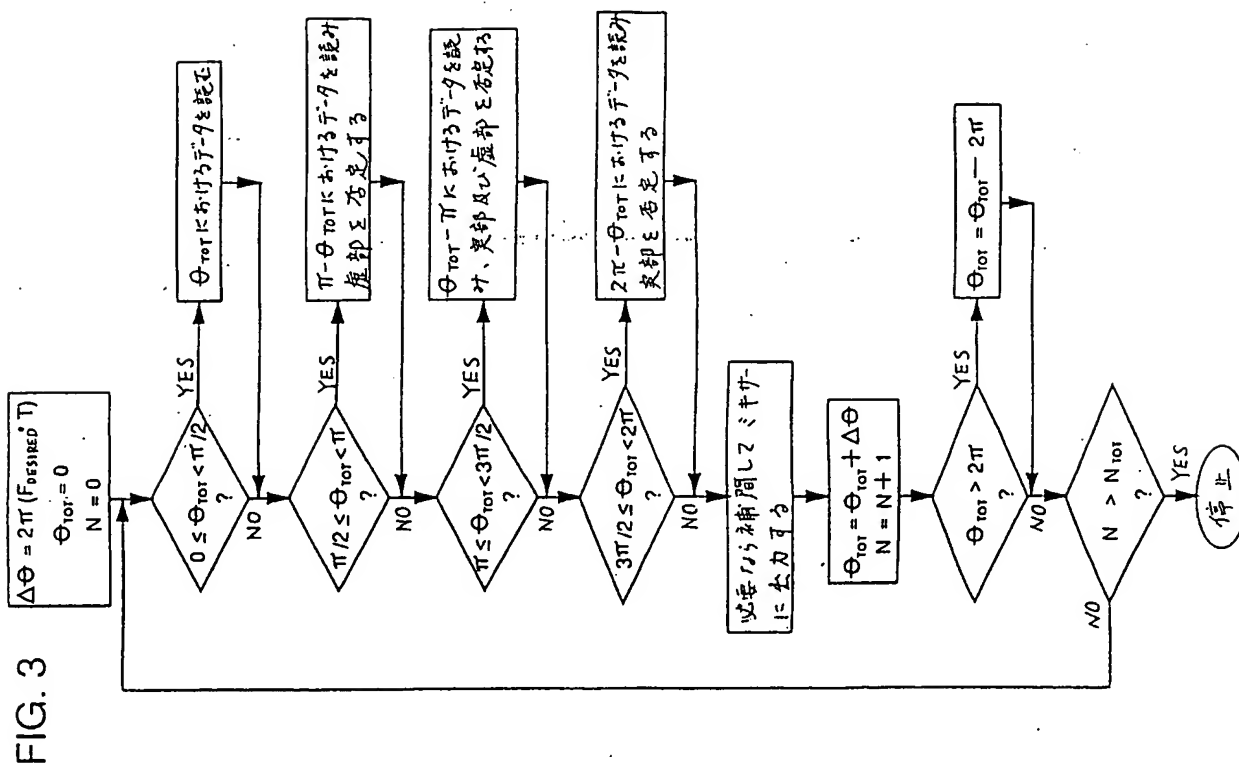 FIG. 3
Δθ = 2π (F_DESIRED・T)
θ_TOT = 0
N = 0
0 ≤ θ_TOT < π/2
?
YES
θ_TOT におけるデータを読む
NO
π/2 ≤ θ_TOT < π
?
YES
π-θ_TOT におけるデータを読み
虚部を否定する
NO
π ≤ θ_TOT < 3π/2
?
YES
θ_TOT-π におけるデータを読
み、実部及び虚部を否定する
NO
3π/2 ≤ θ_TOT < 2π
?
YES
2π-θ_TOT におけるデータを読み
実部を否定する
NO
必要なら補間してミキサー
に出力する
θ_TOT = θ_TOT + Δθ
N = N + 1
θ_TOT > 2π
?
YES
θ_TOT = θ_TOT - 2π
NO
N > N_TOT
?
NO
YES
停止